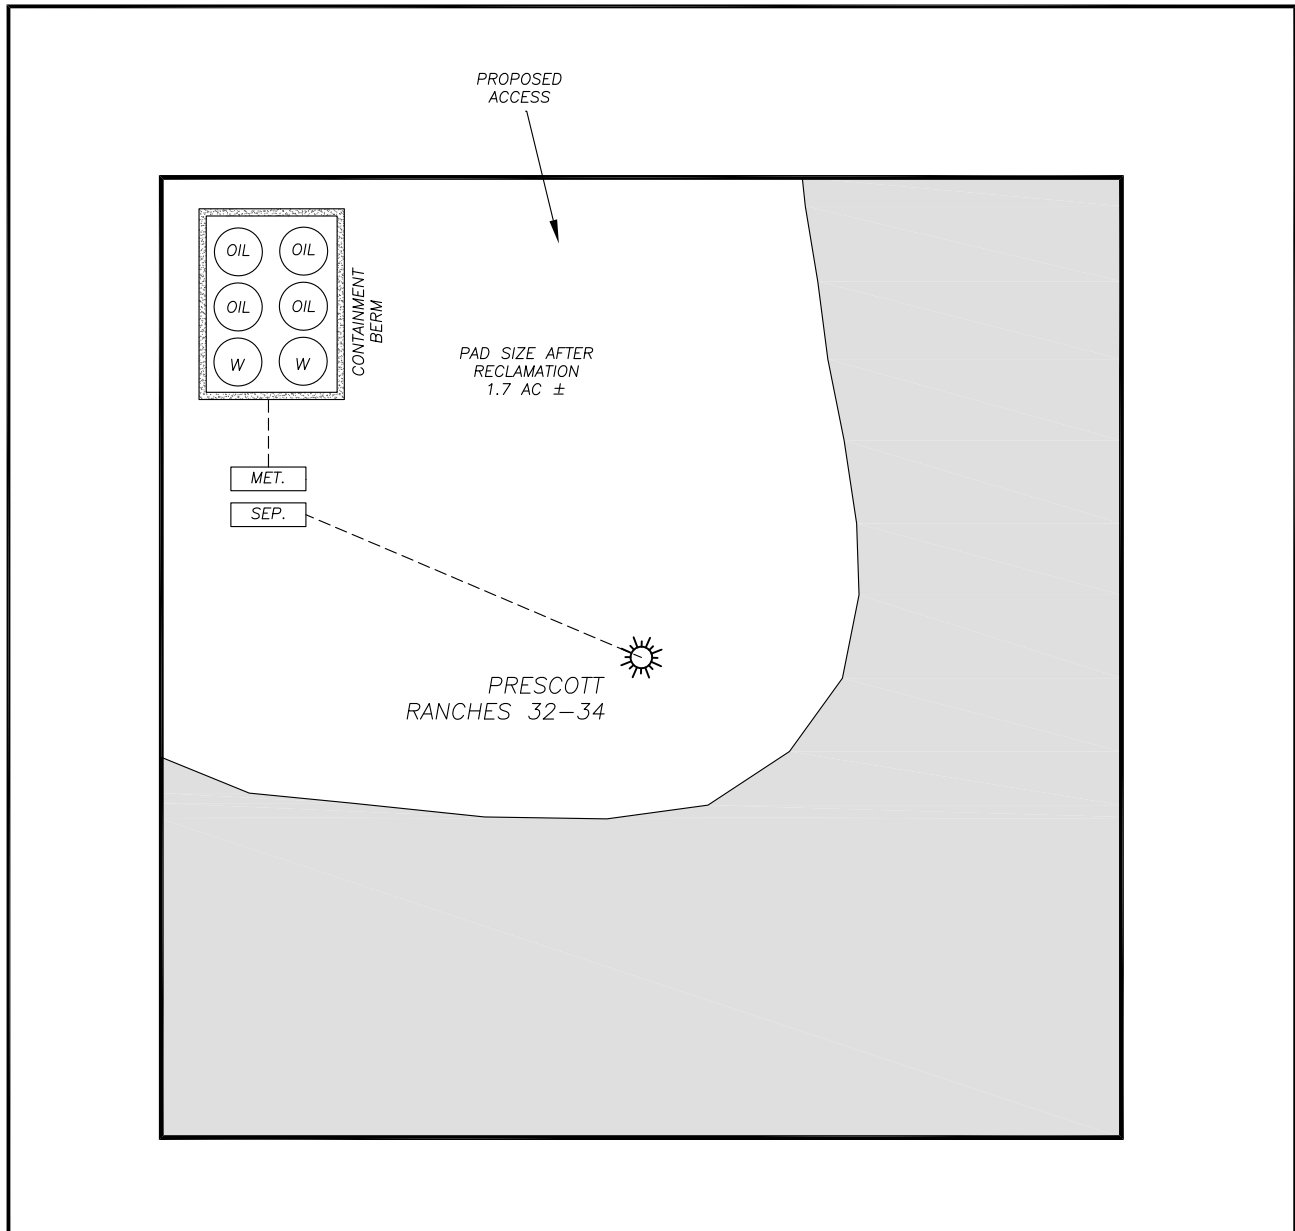 PROPOSED
ACCESS
OIL OIL
OIL OIL
W W
CONTAINMENT
BERM
PAD SIZE AFTER
RECLAMATION
1.7 AC ±
MET.
SEP.
PRESCOTT
RANCHES 32-34